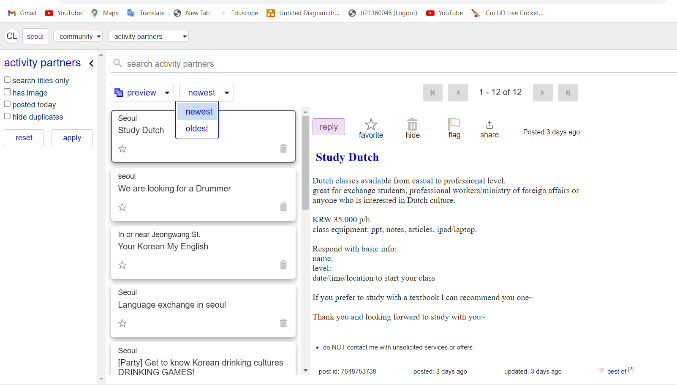 Gmail YouTube Maps Translate New Tab Eduscope Untitled Diagram.dr... U21360046 (Logout) YouTube CricHD Live Cricket...
CL seoul community activity partners
activity partners
search titles only
has image
posted today
hide duplicates
reset apply
search activity partners
preview newest 1 - 12 of 12
newest
oldest
Seoul
Study Dutch
seoul
We are looking for a Drummer
In or near Jeongwang St.
Your Korean My English
Seoul
Language exchange in seoul
Seoul
[Party] Get to know Korean drinking cultures
DRINKING GAMES!
reply favorite hide flag share Posted 3 days ago
Study Dutch
Dutch classes available from casual to professional level.
great for exchange students, professional workers/ministry of foreign affairs or
anyone who is interested in Dutch culture.
KRW 35.000 p/h
class equipment: ppt, notes, articles, ipad/laptop.
Respond with basic info:
name:
level:
date/time/location to start your class
If you prefer to study with a textbook I can recommend you one~
Thank you and looking forward to study with you~
do NOT contact me with unsolicited services or offers
post id: 7649753738 posted: 3 days ago updated: 3 days ago best of [?]